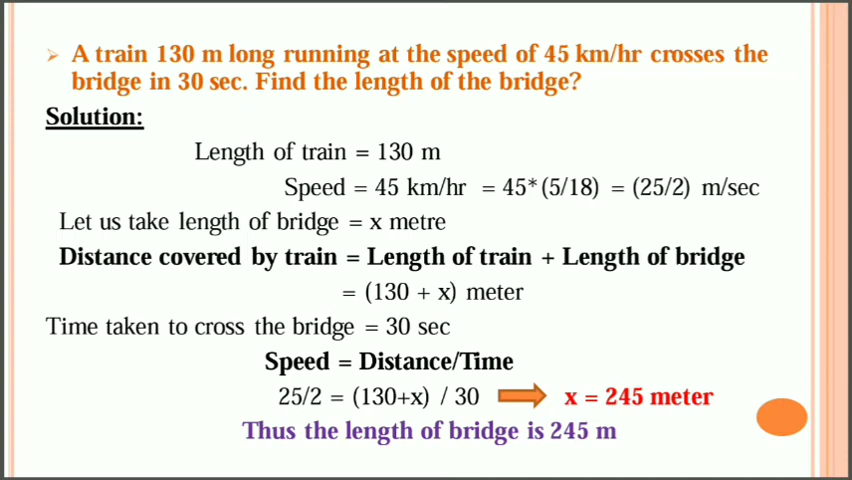 ➢ A train 130 m long running at the speed of 45 km/hr crosses the
bridge in 30 sec. Find the length of the bridge?
Solution:
Length of train = 130 m
Speed = 45 km/hr = 45*(5/18) = (25/2) m/sec
Let us take length of bridge = x metre
Distance covered by train = Length of train + Length of bridge
= (130 + x) meter
Time taken to cross the bridge = 30 sec
Speed = Distance/Time
25/2 = (130+x) / 30 x = 245 meter
Thus the length of bridge is 245 m